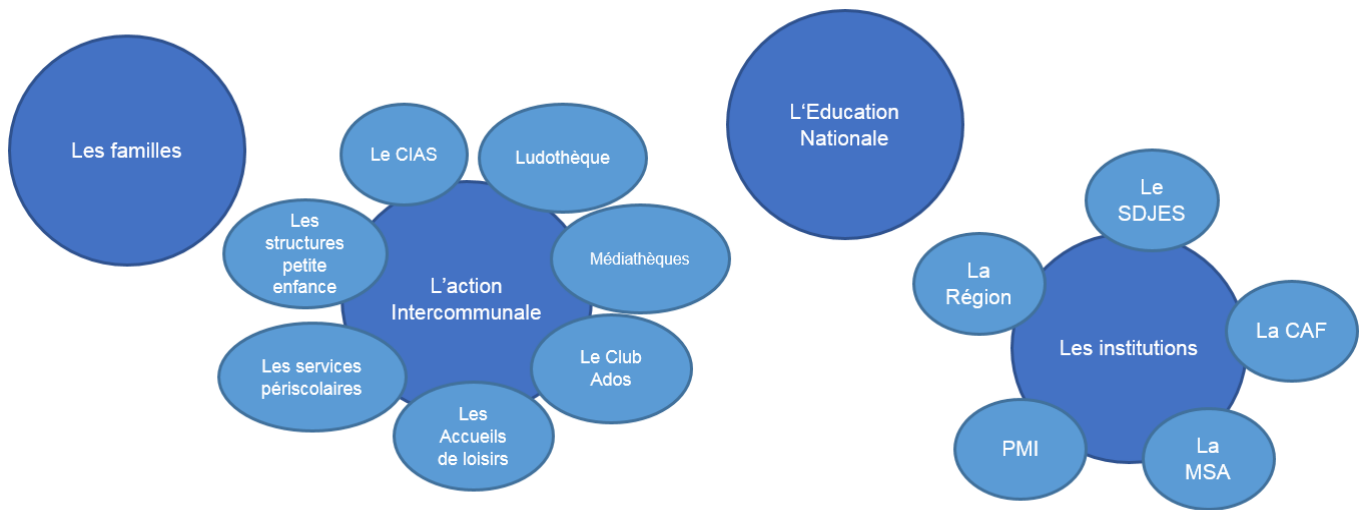 Les familles
Le CIAS
Ludothèque
Les
structures
petite
enfance
Médiathèques
L’action
Intercommunale
Les services
périscolaires
Le Club
Ados
Les
Accueils
de loisirs
L‘Education
Nationale
Le
SDJES
La
Région
La CAF
Les institutions
PMI
La
MSA